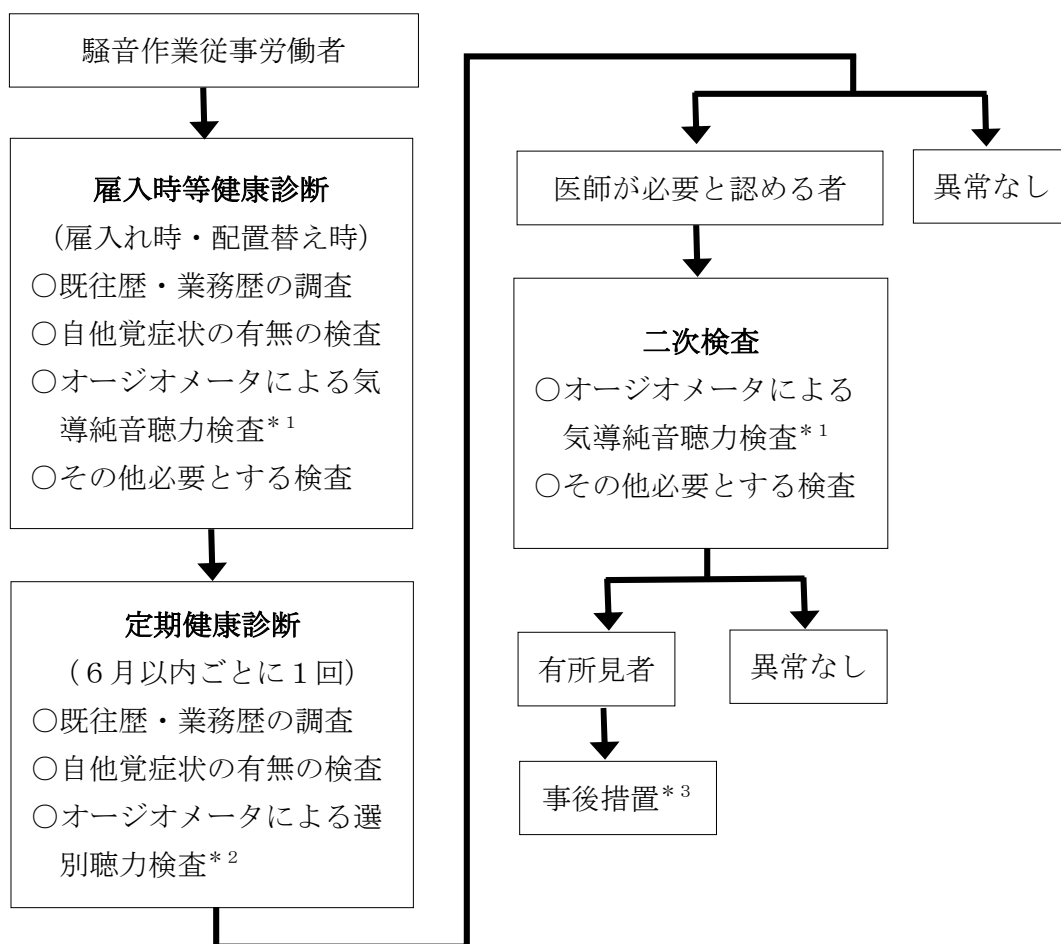 騒音作業従事労働者
雇入時等健康診断
（雇入れ時・配置替え時）
○既往歴・業務歴の調査
○自他覚症状の有無の検査
○オージオメータによる気
導純音聴力検査*1
○その他必要とする検査
定期健康診断
（６月以内ごとに１回）
○既往歴・業務歴の調査
○自他覚症状の有無の検査
○オージオメータによる選
別聴力検査*2
医師が必要と認める者
異常なし
二次検査
○オージオメータによる
気導純音聴力検査*1
○その他必要とする検査
有所見者
異常なし
事後措置*3